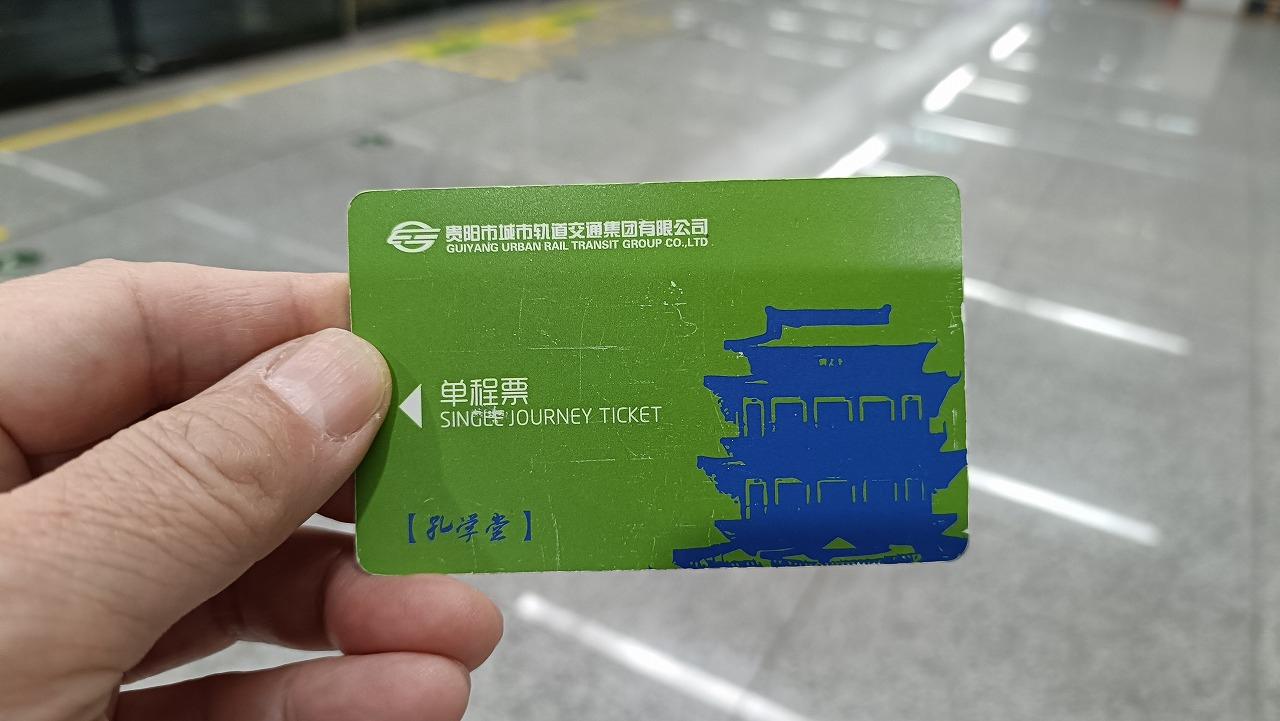 贵阳市城市轨道交通集团有限公司
GUIYANG URBAN RAIL TRANSIT GROUP CO.,LTD
单程票
SINGLE JOURNEY TICKET
【孔学堂】